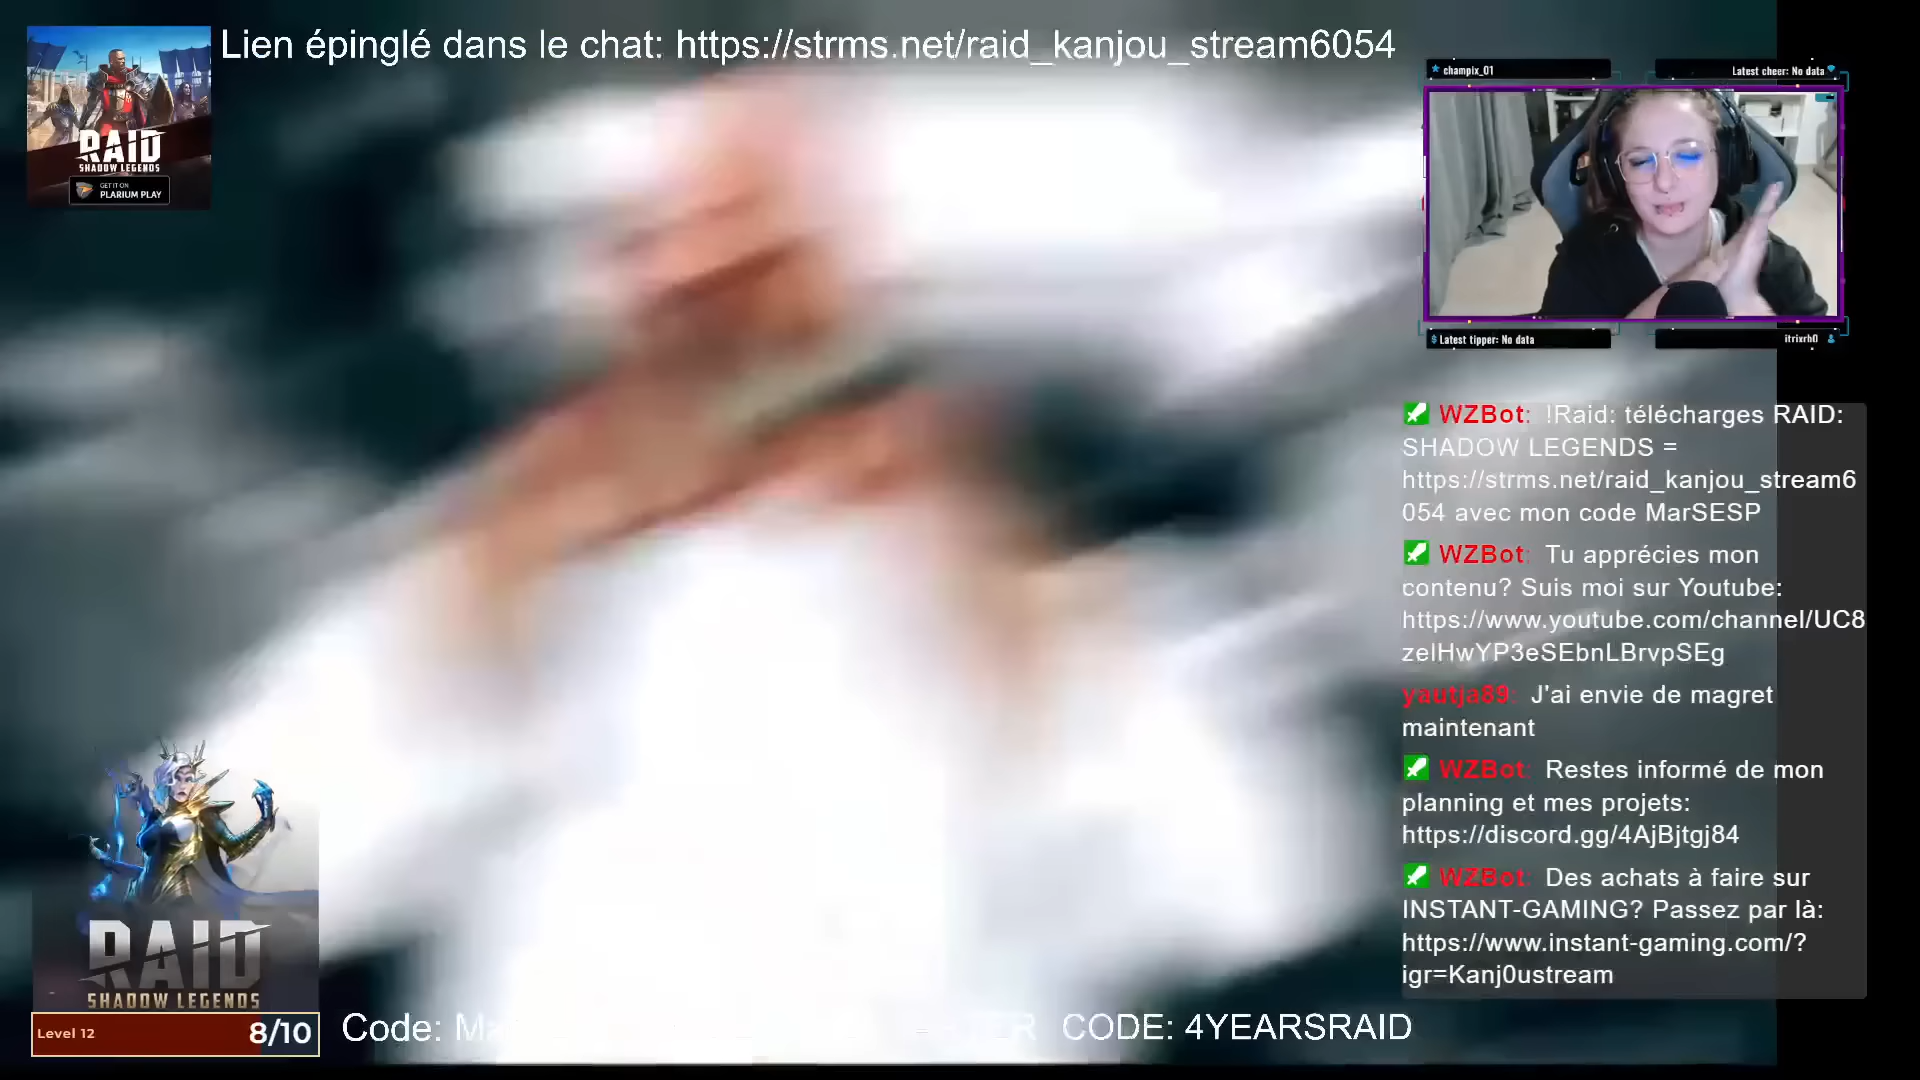 Lien épinglé dans le chat: https://strms.net/raid_kanjou_stream6054
RAID
SHADOW LEGENDS
GET IT ON
PLARIUM PLAY
champix_01
Latest cheer: No data
$ Latest tipper: No data
itrixrh0
WZBot: !Raid: télécharges RAID:
SHADOW LEGENDS =
https://strms.net/raid_kanjou_stream6
054 avec mon code MarSESP
WZBot: Tu apprécies mon
contenu? Suis moi sur Youtube:
https://www.youtube.com/channel/UC8
zelHwYP3eSEbnLBrvpSEg
yautja89: J'ai envie de magret
maintenant
WZBot: Restes informé de mon
planning et mes projets:
https://discord.gg/4AjBjtgj84
WZBot: Des achats à faire sur
INSTANT-GAMING? Passez par là:
https://www.instant-gaming.com/?
igr=Kanj0ustream
RAID
SHADOW LEGENDS
Level 12
8/10
Code: CODE: 4YEARSRAID